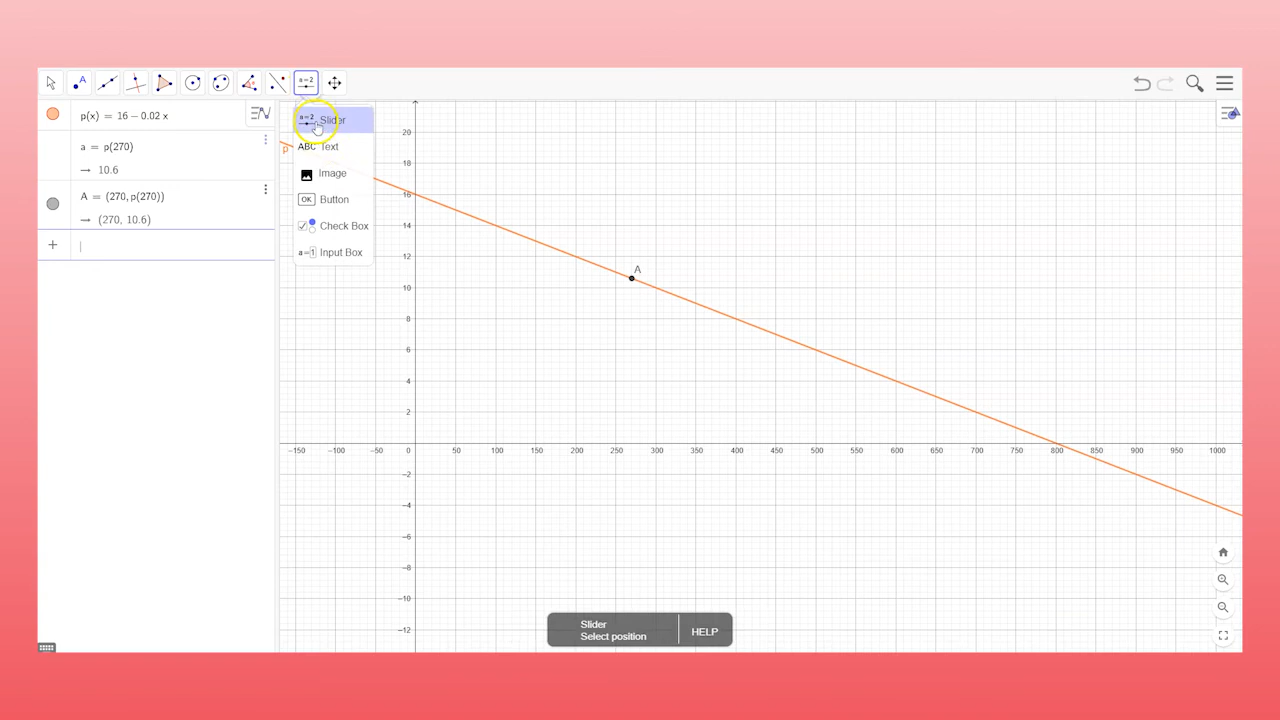 A
a=2
p(x) = 16 − 0.02 x
a = p(270)
→ 10.6
A = (270, p(270))
→ (270, 10.6)
+
a=2 Slider
ABC Text
Image
OK Button
Check Box
a=1 Input Box
p
A
20
18
16
14
12
10
8
6
4
2
−150 −100 −50 0 50 100 150 200 250 300 350 400 450 500 550 600 650 700 750 800 850 900 950 1000
−2
−4
−6
−8
−10
−12
Slider
Select position
HELP